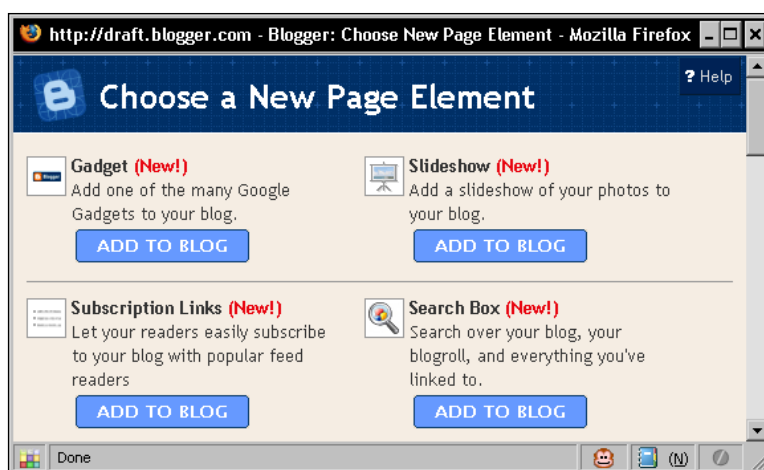 http://draft.blogger.com - Blogger: Choose New Page Element - Mozilla Firefox
? Help
Choose a New Page Element
Gadget (New!)
Add one of the many Google
Gadgets to your blog.
ADD TO BLOG
Slideshow (New!)
Add a slideshow of your photos to
your blog.
ADD TO BLOG
Subscription Links (New!)
Let your readers easily subscribe
to your blog with popular feed
readers
ADD TO BLOG
Search Box (New!)
Search over your blog, your
blogroll, and everything you've
linked to.
ADD TO BLOG
Done
(N)